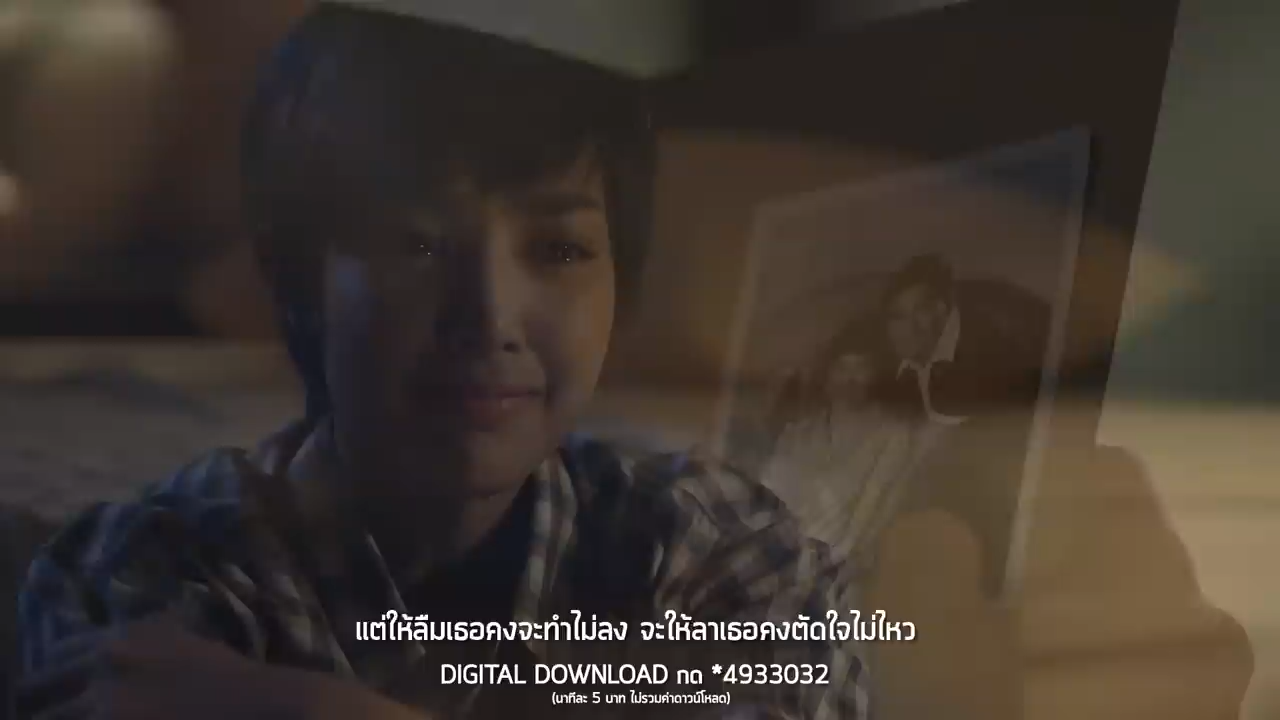 แต่ให้ลืมเธอคงจะทำไม่ลง จะให้ลาเธอคงตัดใจไม่ไหว
DIGITAL DOWNLOAD กด *4933032
(นาทีละ 5 บาท ไม่รวมค่าดาวน์โหลด)